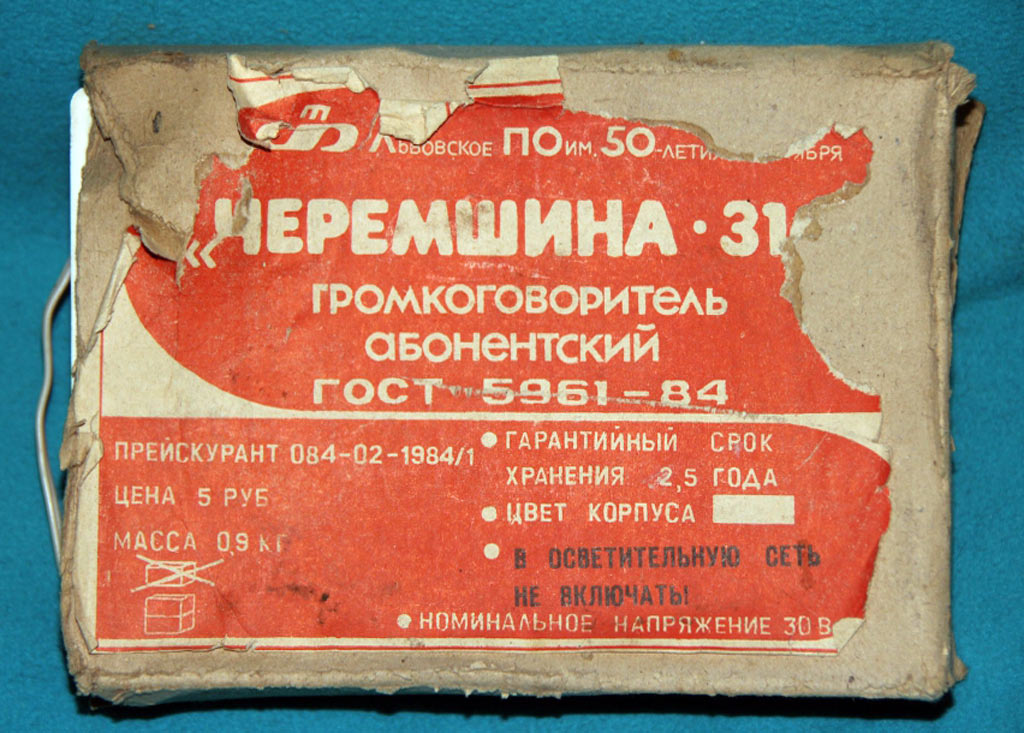 Львовское ПО им. 50-летия
«ЧЕРЕМШИНА · 31
ГРОМКОГОВОРИТЕЛЬ
АБОНЕНТСКИЙ
ГОСТ 5961-84
ПРЕЙСКУРАНТ 084-02-1984/1
ЦЕНА 5 РУБ
МАССА 0,9 КГ
● ГАРАНТИЙНЫЙ СРОК
ХРАНЕНИЯ 2,5 ГОДА
● ЦВЕТ КОРПУСА
● В ОСВЕТИТЕЛЬНУЮ СЕТЬ
НЕ ВКЛЮЧАТЬ!
● НОМИНАЛЬНОЕ НАПРЯЖЕНИЕ 30 В